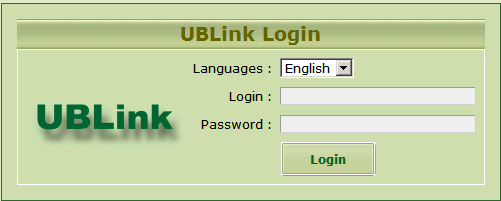 UBLink Login
Languages : English
Login :
UBLink
Password :
Login